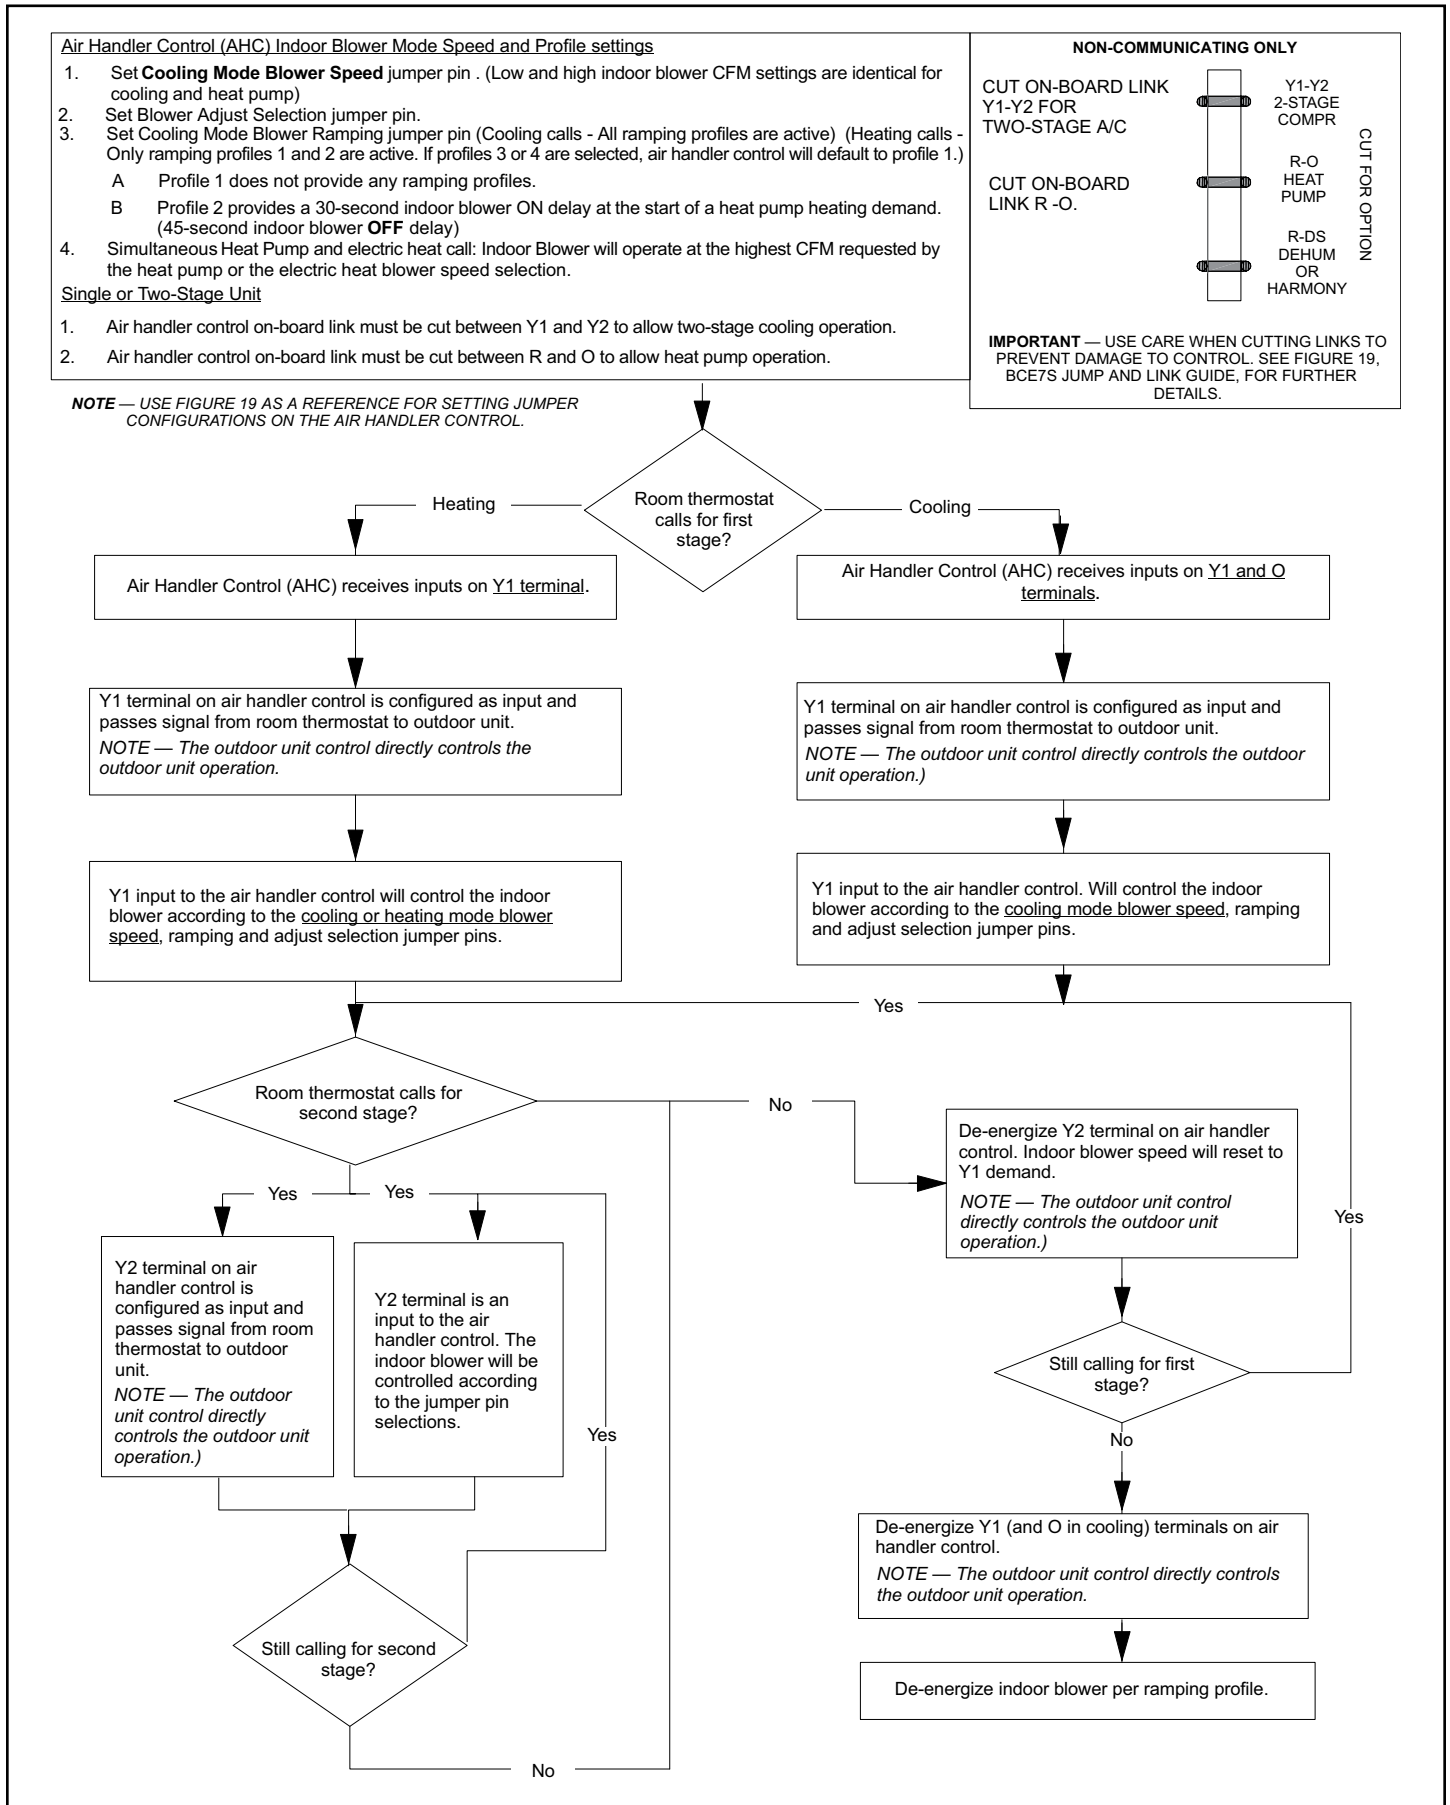 Air Handler Control (AHC) Indoor Blower Mode Speed and Profile settings
1. Set Cooling Mode Blower Speed jumper pin . (Low and high indoor blower CFM settings are identical for
cooling and heat pump)
2. Set Blower Adjust Selection jumper pin.
3. Set Cooling Mode Blower Ramping jumper pin (Cooling calls - All ramping profiles are active) (Heating calls -
Only ramping profiles 1 and 2 are active. If profiles 3 or 4 are selected, air handler control will default to profile 1.)
A Profile 1 does not provide any ramping profiles.
B Profile 2 provides a 30-second indoor blower ON delay at the start of a heat pump heating demand.
(45-second indoor blower OFF delay)
4. Simultaneous Heat Pump and electric heat call: Indoor Blower will operate at the highest CFM requested by
the heat pump or the electric heat blower speed selection.
Single or Two-Stage Unit
1. Air handler control on-board link must be cut between Y1 and Y2 to allow two-stage cooling operation.
2. Air handler control on-board link must be cut between R and O to allow heat pump operation.
NON-COMMUNICATING ONLY
CUT ON-BOARD LINK
Y1-Y2 FOR
TWO-STAGE A/C
Y1-Y2
2-STAGE
COMPR
CUT ON-BOARD
LINK R -O.
R-O
HEAT
PUMP
R-DS
DEHUM
OR
HARMONY
CUT FOR OPTION
IMPORTANT — USE CARE WHEN CUTTING LINKS TO
PREVENT DAMAGE TO CONTROL. SEE FIGURE 19,
BCE7S JUMP AND LINK GUIDE, FOR FURTHER
DETAILS.
NOTE — USE FIGURE 19 AS A REFERENCE FOR SETTING JUMPER
CONFIGURATIONS ON THE AIR HANDLER CONTROL.
Room thermostat
calls for first
stage?
Heating
Cooling
Air Handler Control (AHC) receives inputs on Y1 terminal.
Air Handler Control (AHC) receives inputs on Y1 and O
terminals.
Y1 terminal on air handler control is configured as input and
passes signal from room thermostat to outdoor unit.
NOTE — The outdoor unit control directly controls the
outdoor unit operation.
Y1 terminal on air handler control is configured as input and
passes signal from room thermostat to outdoor unit.
NOTE — The outdoor unit control directly controls the outdoor
unit operation.)
Y1 input to the air handler control will control the indoor
blower according to the cooling or heating mode blower
speed, ramping and adjust selection jumper pins.
Y1 input to the air handler control. Will control the indoor
blower according to the cooling mode blower speed, ramping
and adjust selection jumper pins.
Yes
Room thermostat calls for
second stage?
No
De-energize Y2 terminal on air handler
control. Indoor blower speed will reset to
Y1 demand.
NOTE — The outdoor unit control
directly controls the outdoor unit
operation.)
Yes
Yes
Yes
Y2 terminal on air
handler control is
configured as input and
passes signal from room
thermostat to outdoor
unit.
NOTE — The outdoor
unit control directly
controls the outdoor unit
operation.)
Y2 terminal is an
input to the air
handler control. The
indoor blower will be
controlled according
to the jumper pin
selections.
Yes
Still calling for first
stage?
No
De-energize Y1 (and O in cooling) terminals on air
handler control.
NOTE — The outdoor unit control directly controls
the outdoor unit operation.
Still calling for second
stage?
De-energize indoor blower per ramping profile.
No